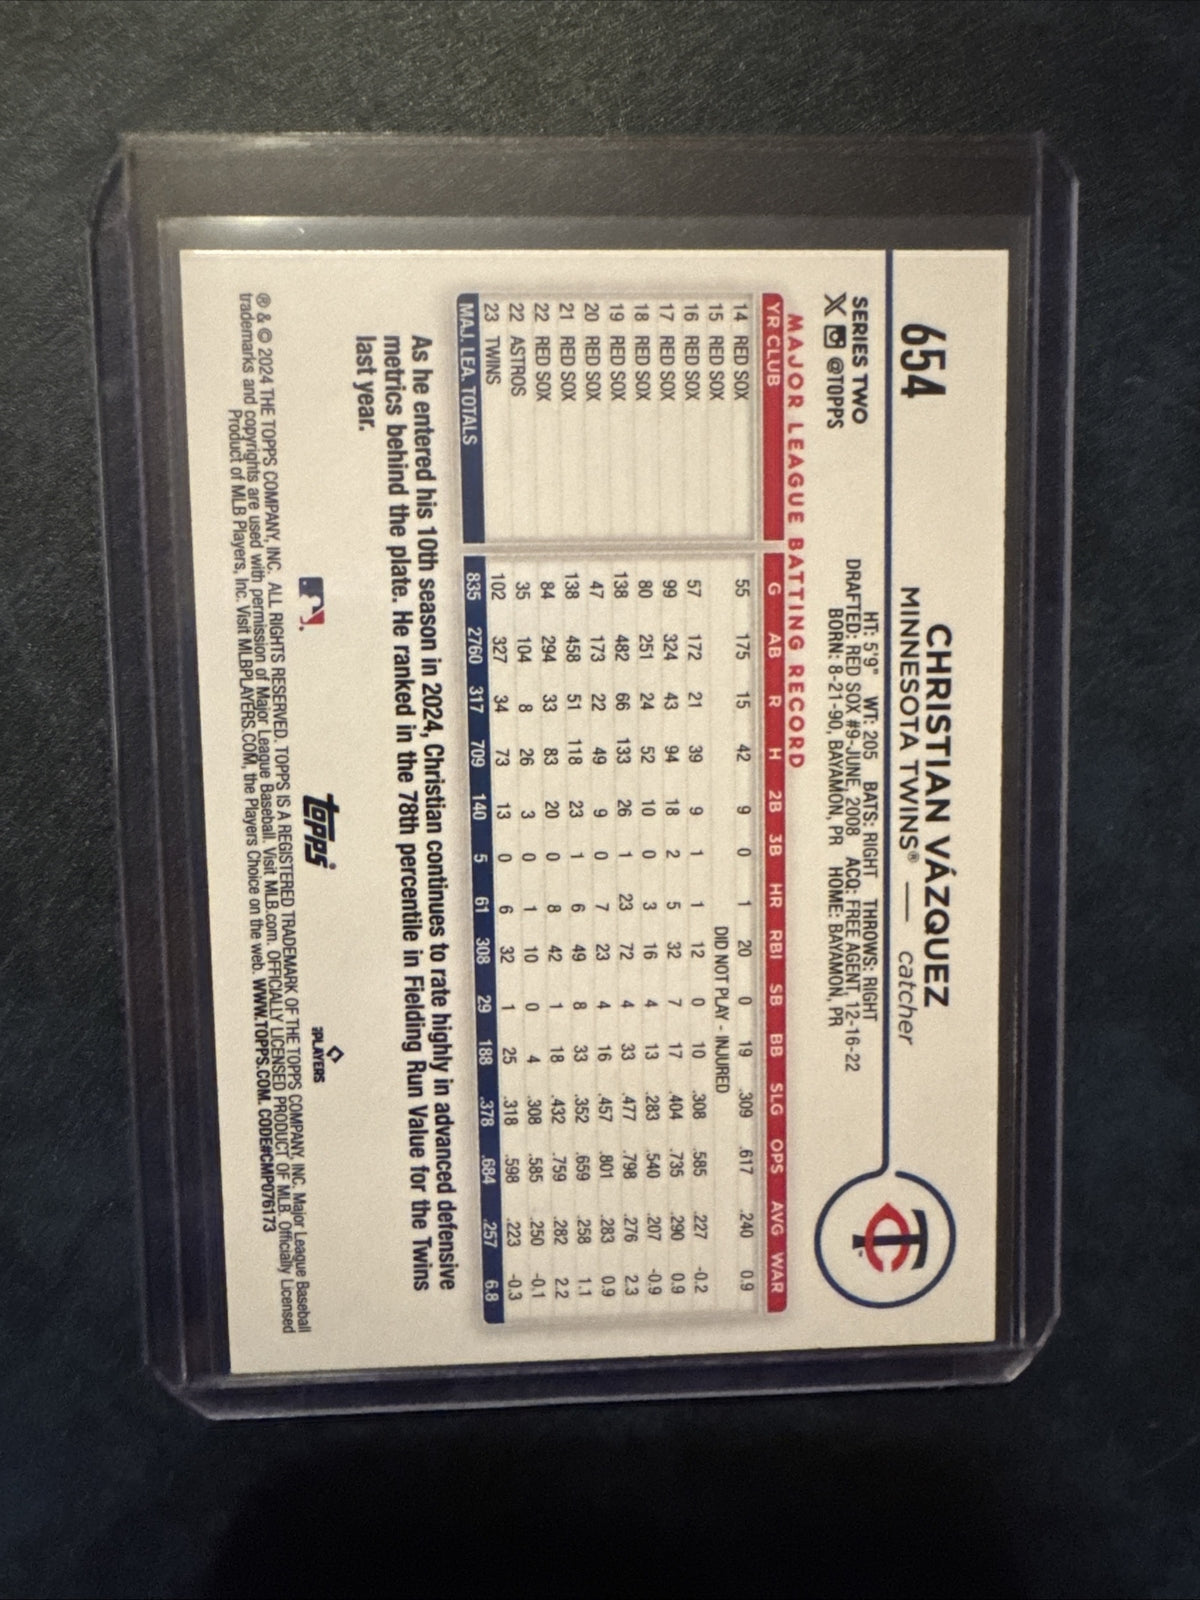 654
CHRISTIAN VÁZQUEZ
MINNESOTA TWINS® — catcher
SERIES TWO
X @TOPPS
HT: 5'9" WT: 205 BATS: RIGHT THROWS: RIGHT
DRAFTED: RED SOX #9-JUNE, 2008 ACQ: FREE AGENT, 12-16-22
BORN: 8-21-90, BAYAMON, PR HOME: BAYAMON, PR
TC
MAJOR LEAGUE BATTING RECORD
YR CLUB G AB R H 2B 3B HR RBI SB BB SLG OPS AVG WAR
14 RED SOX 55 175 15 42 9 0 1 20 0 19 .309 .617 .240 0.9
15 RED SOX DID NOT PLAY - INJURED
16 RED SOX 57 172 21 39 9 1 1 12 0 10 .308 .585 .227 -0.2
17 RED SOX 99 324 43 94 18 2 5 32 7 17 .404 .735 .290 0.9
18 RED SOX 80 251 24 52 10 0 3 16 4 13 .283 .540 .207 -0.9
19 RED SOX 138 482 66 133 26 1 23 72 4 33 .477 .798 .276 2.3
20 RED SOX 47 173 22 49 9 0 7 23 4 16 .457 .801 .283 0.9
21 RED SOX 138 458 51 118 23 1 6 49 8 33 .352 .659 .258 1.1
22 RED SOX 84 294 33 83 20 0 8 42 1 18 .432 .759 .282 2.2
22 ASTROS 35 104 8 26 3 0 1 10 0 4 .308 .585 .250 -0.1
23 TWINS 102 327 34 73 13 0 6 32 1 25 .318 .598 .223 -0.3
MAJ. LEA. TOTALS 835 2760 317 709 140 5 61 308 29 188 .378 .684 .257 6.8
As he entered his 10th season in 2024, Christian continues to rate highly in advanced defensive
metrics behind the plate. He ranked in the 78th percentile in Fielding Run Value for the Twins
last year.
topps®
PLAYERS
® & © 2024 THE TOPPS COMPANY, INC. ALL RIGHTS RESERVED. TOPPS IS A REGISTERED TRADEMARK OF THE TOPPS COMPANY, INC. Major League Baseball
trademarks and copyrights are used with permission of Major League Baseball. Visit MLB.com. OFFICIALLY LICENSED PRODUCT OF MLB. Officially Licensed
Product of MLB Players, Inc. Visit MLBPLAYERS.COM, the Players Choice on the web. WWW.TOPPS.COM. CODE#CMP076173